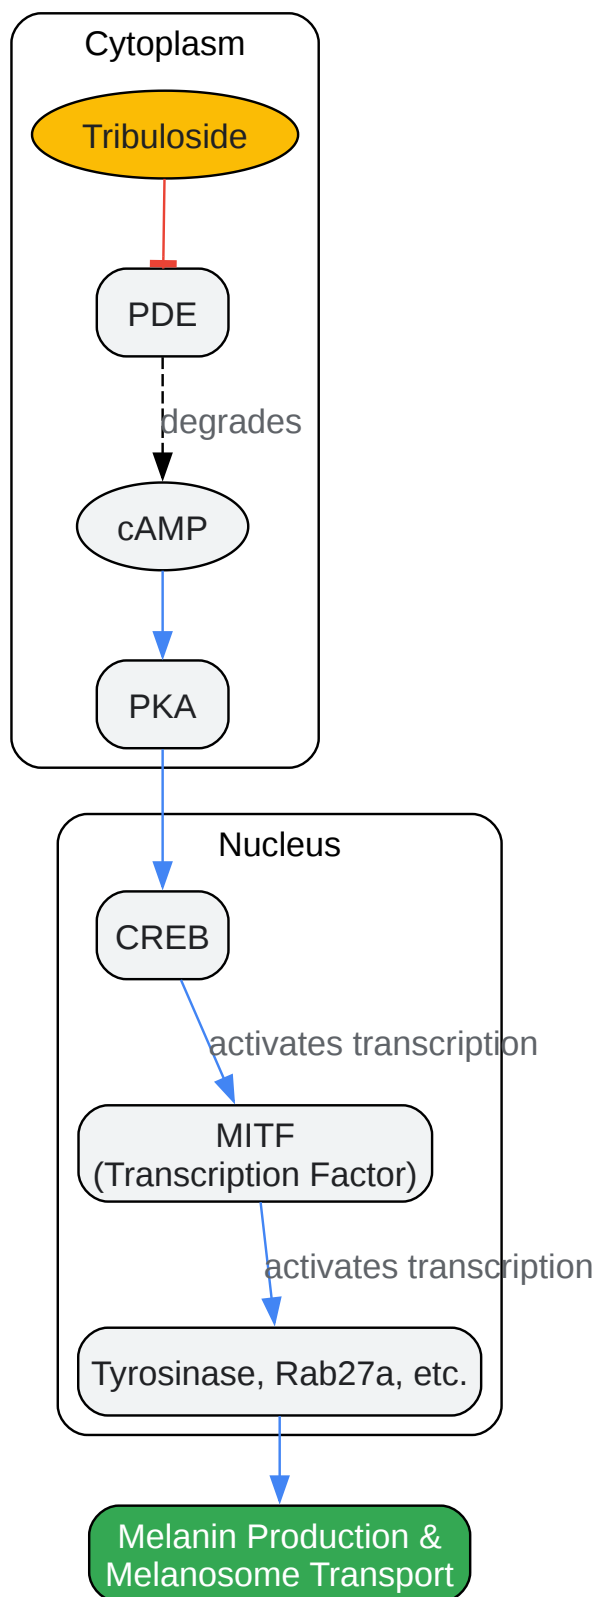 Cytoplasm
Tribuloside
PDE
degrades
cAMP
PKA
Nucleus
CREB
activates transcription
MITF
(Transcription Factor)
activates transcription
Tyrosinase, Rab27a, etc.
Melanin Production &
Melanosome Transport